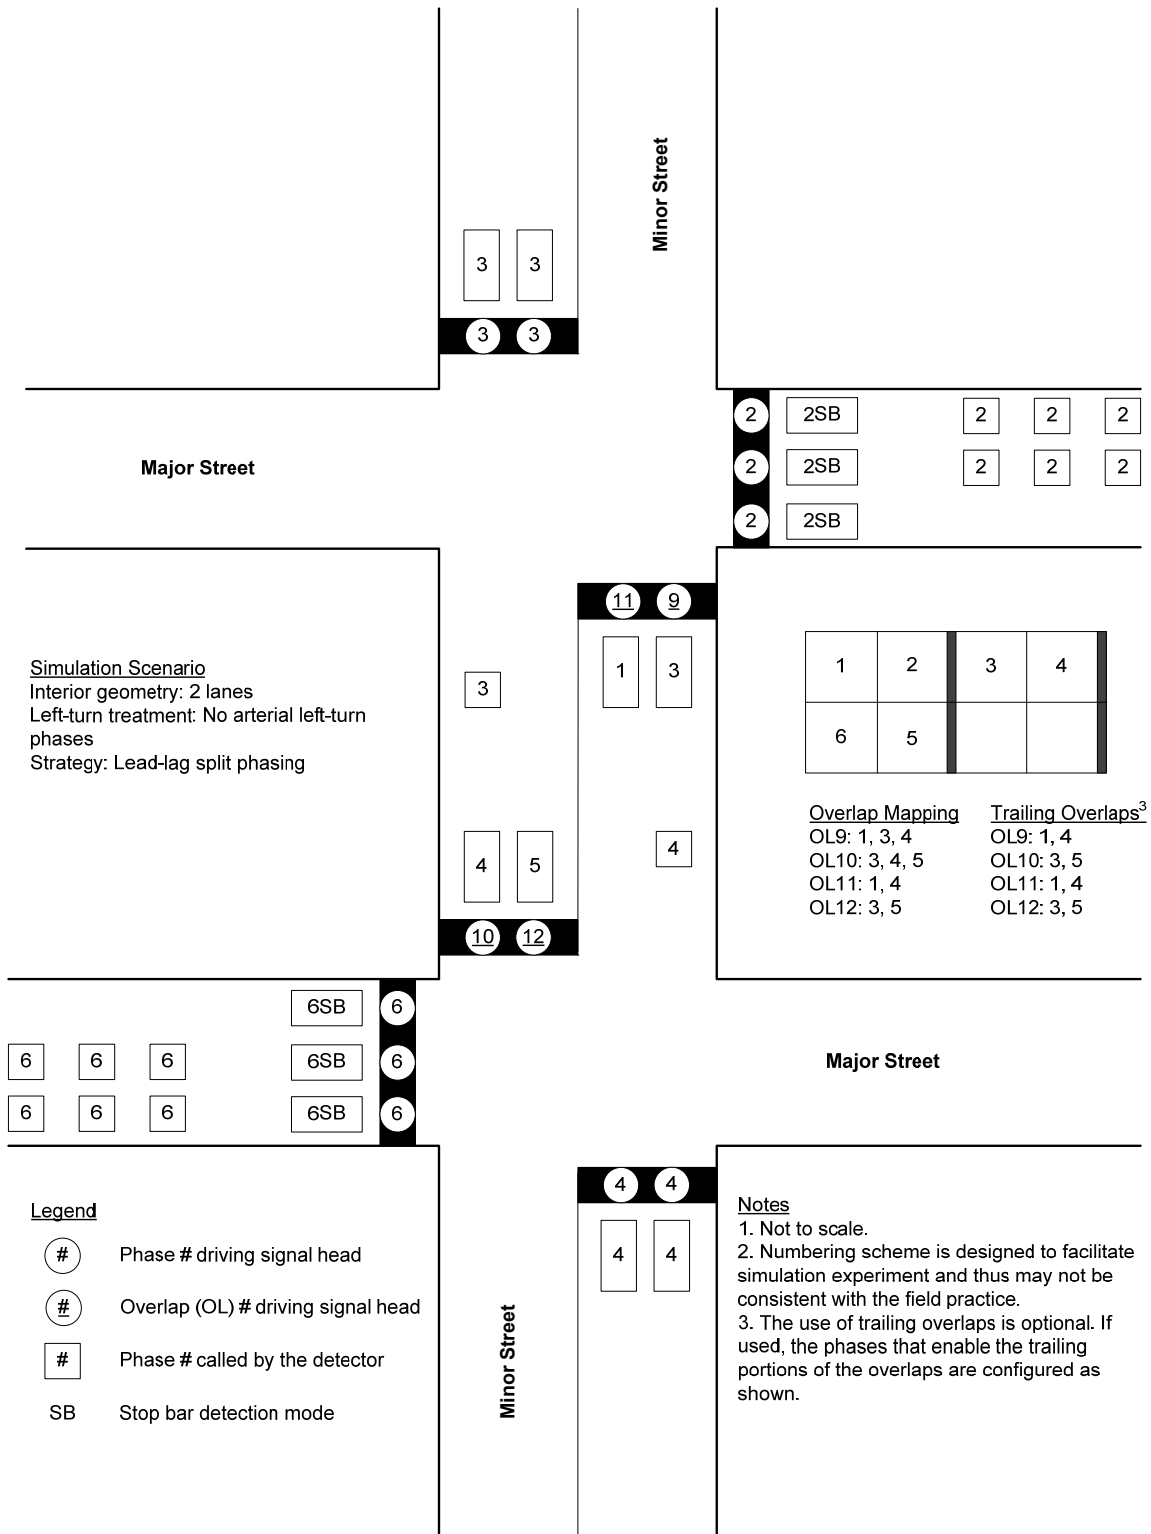 Minor Street
3 3
3 3
2 2SB 2 2 2
Major Street
2 2SB 2 2 2
2 2SB
11 9
Simulation Scenario
Interior geometry: 2 lanes
Left-turn treatment: No arterial left-turn
phases
Strategy: Lead-lag split phasing
3
1 3
1 2 3 4
6 5
4 5
4
Overlap Mapping
OL9: 1, 3, 4
OL10: 3, 4, 5
OL11: 1, 4
OL12: 3, 5
Trailing Overlaps3
OL9: 1, 4
OL10: 3, 5
OL11: 1, 4
OL12: 3, 5
10 12
6SB 6
6 6 6 6SB 6
Major Street
6 6 6 6SB 6
4 4
4 4
Legend
# Phase # driving signal head
# Overlap (OL) # driving signal head
# Phase # called by the detector
SB Stop bar detection mode
Minor Street
Notes
1. Not to scale.
2. Numbering scheme is designed to facilitate
simulation experiment and thus may not be
consistent with the field practice.
3. The use of trailing overlaps is optional. If
used, the phases that enable the trailing
portions of the overlaps are configured as
shown.